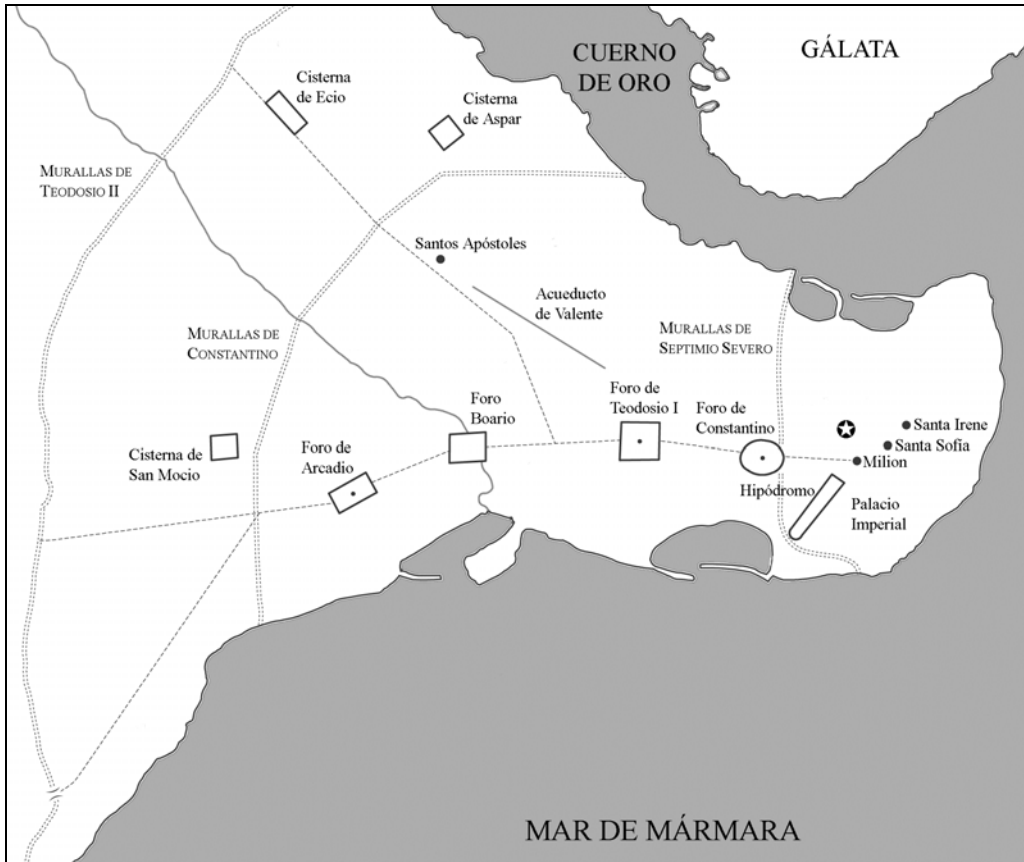 CUERNO
DE ORO
GÁLATA
Cisterna
de Ecio
Cisterna
de Aspar
MURALLAS DE
TEODOSIO II
Santos Apóstoles
Acueducto
de Valente
MURALLAS DE
CONSTANTINO
MURALLAS DE
SEPTIMIO SEVERO
Foro
Boario
Foro de
Teodosio I
Foro de
Constantino
Santa Irene
Santa Sofía
Milion
Cisterna de
San Mocio
Foro de
Arcadio
Hipódromo
Palacio
Imperial
MAR DE MÁRMARA